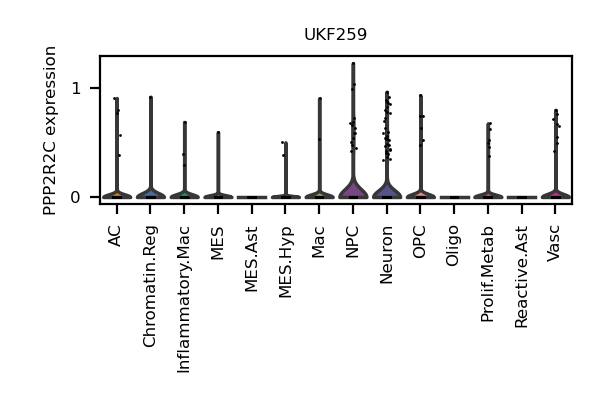 UKF259
PPP2R2C expression
1
0
AC
Chromatin.Reg
Inflammatory.Mac
MES
MES.Ast
MES.Hyp
Mac
NPC
Neuron
OPC
Oligo
Prolif.Metab
Reactive.Ast
Vasc